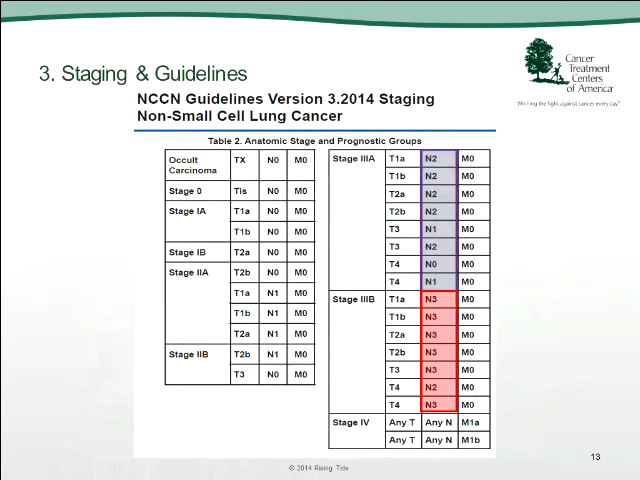 3. Staging & Guidelines
Cancer
Treatment
Centers
of America®
Winning the fight against cancer, every day.®
NCCN Guidelines Version 3.2014 Staging
Non-Small Cell Lung Cancer
Table 2. Anatomic Stage and Prognostic Groups
Occult Carcinoma TX N0 M0
Stage 0 Tis N0 M0
Stage IA T1a N0 M0
T1b N0 M0
Stage IB T2a N0 M0
Stage IIA T2b N0 M0
T1a N1 M0
T1b N1 M0
T2a N1 M0
Stage IIB T2b N1 M0
T3 N0 M0
Stage IIIA T1a N2 M0
T1b N2 M0
T2a N2 M0
T2b N2 M0
T3 N1 M0
T3 N2 M0
T4 N0 M0
T4 N1 M0
Stage IIIB T1a N3 M0
T1b N3 M0
T2a N3 M0
T2b N3 M0
T3 N3 M0
T4 N2 M0
T4 N3 M0
Stage IV Any T Any N M1a
Any T Any N M1b
13
© 2014 Rising Tide